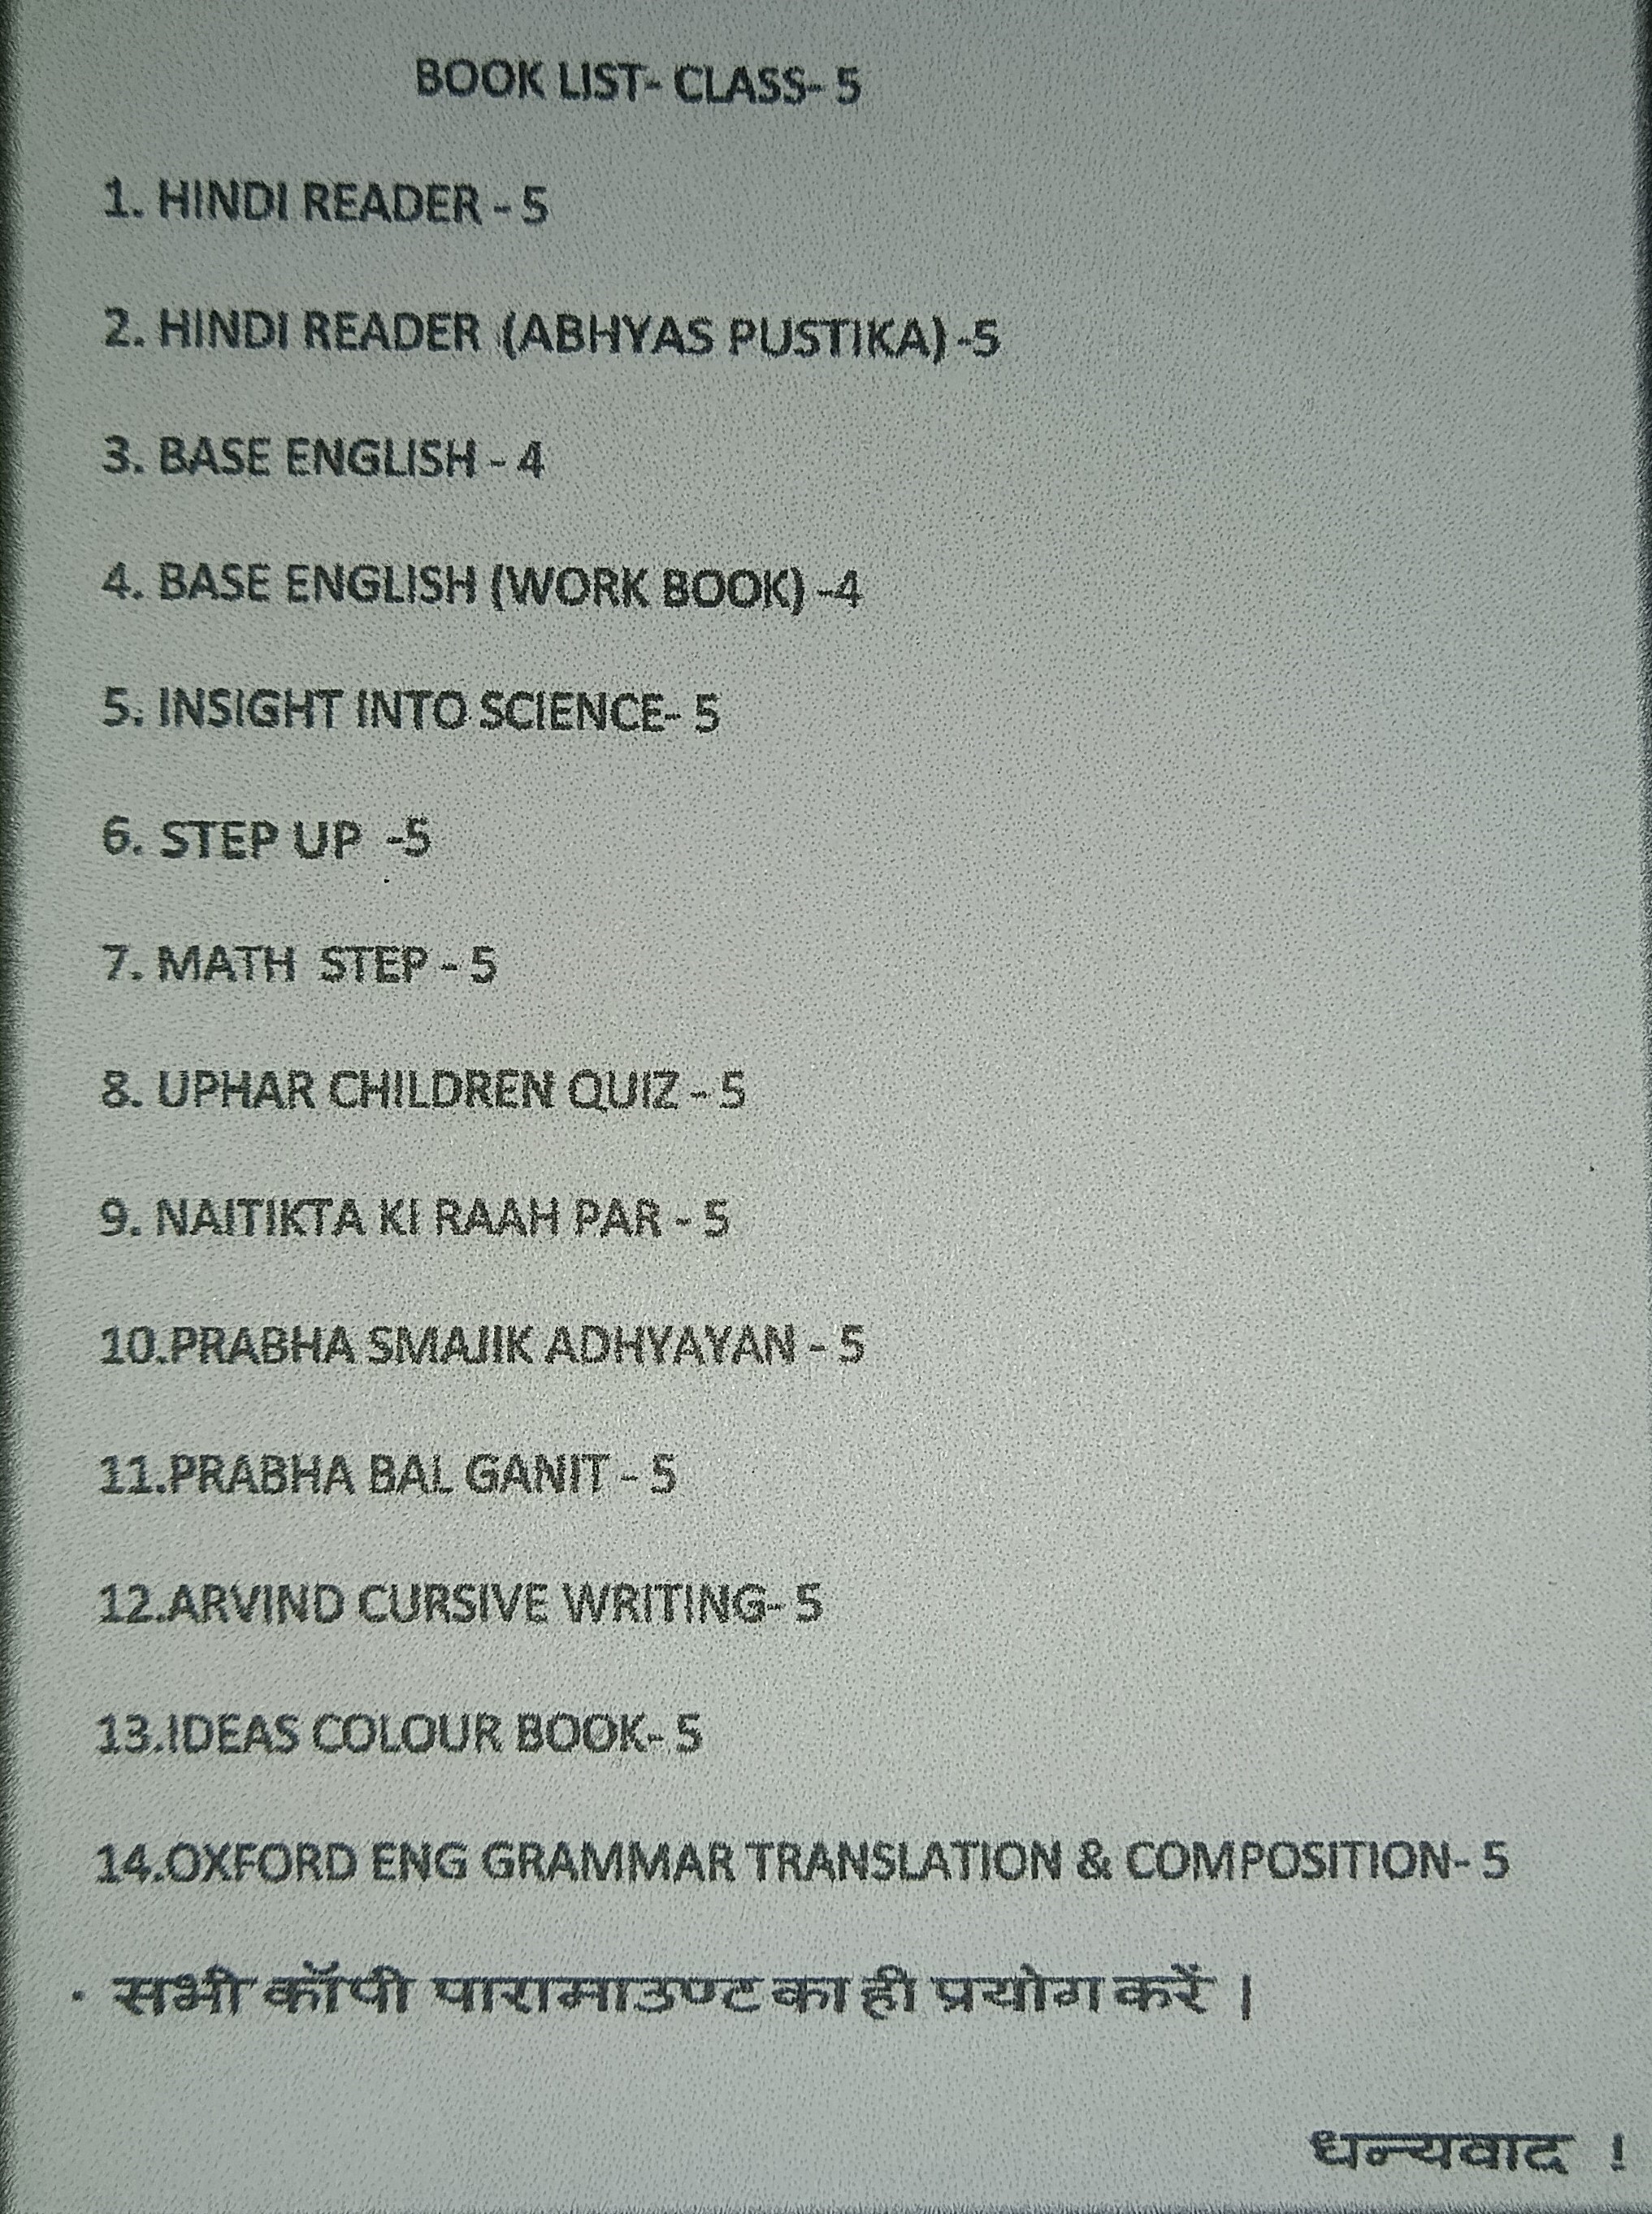 BOOK LIST- CLASS- 5
1. HINDI READER - 5
2. HINDI READER (ABHYAS PUSTIKA) -5
3. BASE ENGLISH - 4
4. BASE ENGLISH (WORK BOOK) -4
5. INSIGHT INTO SCIENCE- 5
6. STEP UP -5
7. MATH STEP - 5
8. UPHAR CHILDREN QUIZ - 5
9. NAITIKTA KI RAAH PAR - 5
10.PRABHA SMAJIK ADHYAYAN - 5
11.PRABHA BAL GANIT - 5
12.ARVIND CURSIVE WRITING- 5
13.IDEAS COLOUR BOOK- 5
14.OXFORD ENG GRAMMAR TRANSLATION & COMPOSITION- 5
· सभी कॉपी पारामाउण्ट का ही प्रयोग करें |
धन्यवाद !